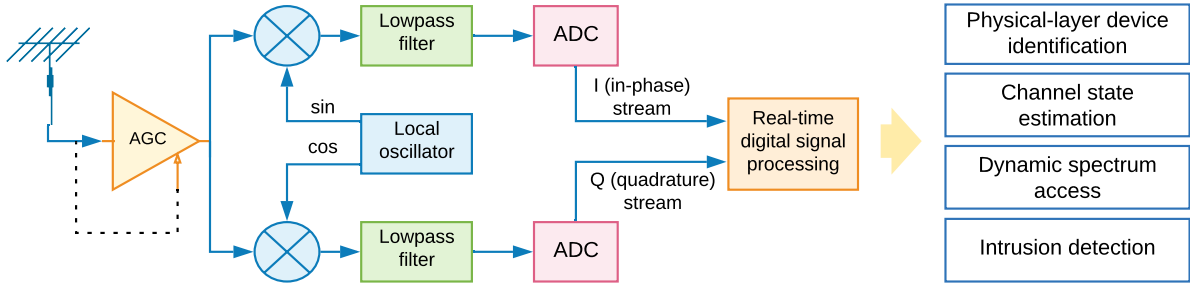 AGC
sin
cos
Lowpass
filter
Local
oscillator
Lowpass
filter
ADC
I (in-phase)
stream
Q (quadrature)
stream
ADC
Real-time
digital signal
processing
Physical-layer device
identification
Channel state
estimation
Dynamic spectrum
access
Intrusion detection